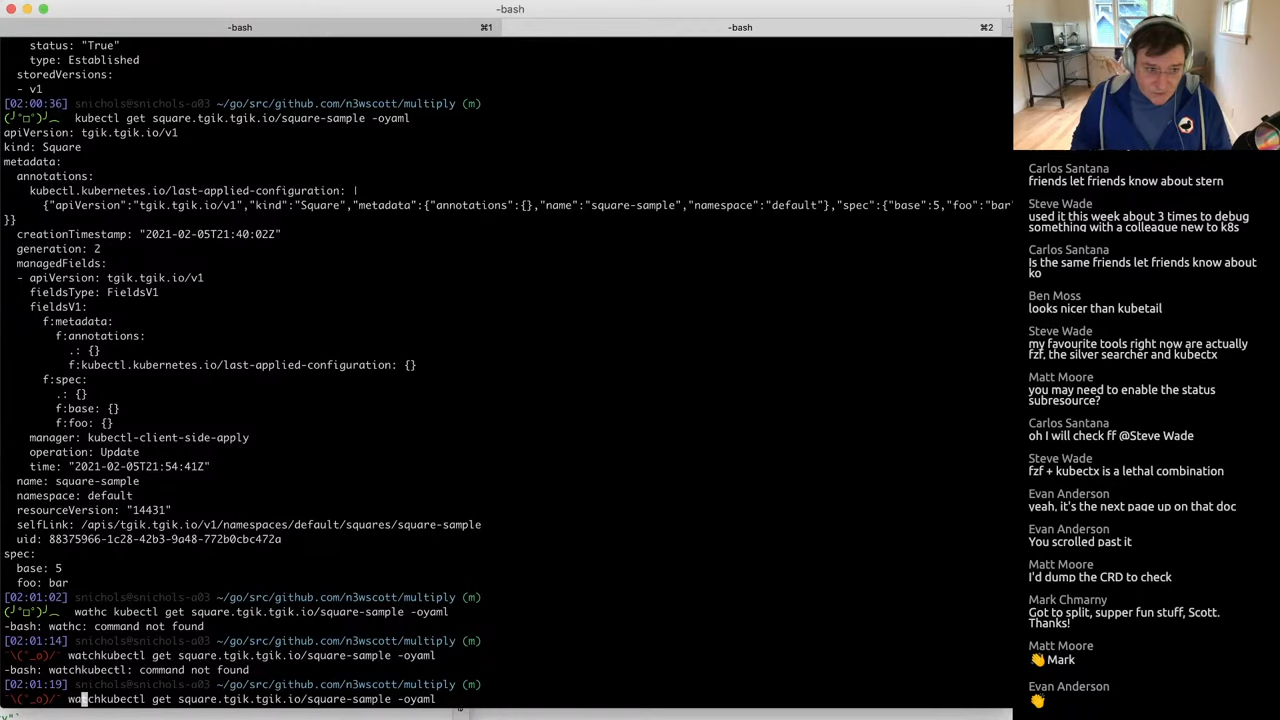 -bash
-bash
⌘1
-bash
⌘2
status: "True"
type: Established
storedVersions:
- v1
[02:00:36] snichols@snichols-a03 ~/go/src/github.com/n3wscott/multiply (m)
(╯°□°)╯︵ kubectl get square.tgik.tgik.io/square-sample -oyaml
apiVersion: tgik.tgik.io/v1
kind: Square
metadata:
annotations:
kubectl.kubernetes.io/last-applied-configuration: |
{"apiVersion":"tgik.tgik.io/v1","kind":"Square","metadata":{"annotations":{},"name":"square-sample","namespace":"default"},"spec":{"base":5,"foo":"bar"
}}
creationTimestamp: "2021-02-05T21:40:02Z"
generation: 2
managedFields:
- apiVersion: tgik.tgik.io/v1
fieldsType: FieldsV1
fieldsV1:
f:metadata:
f:annotations:
.: {}
f:kubectl.kubernetes.io/last-applied-configuration: {}
f:spec:
.: {}
f:base: {}
f:foo: {}
manager: kubectl-client-side-apply
operation: Update
time: "2021-02-05T21:54:41Z"
name: square-sample
namespace: default
resourceVersion: "14431"
selfLink: /apis/tgik.tgik.io/v1/namespaces/default/squares/square-sample
uid: 88375966-1c28-42b3-9a48-772b0cbc472a
spec:
base: 5
foo: bar
[02:01:02] snichols@snichols-a03 ~/go/src/github.com/n3wscott/multiply (m)
(╯°□°)╯︵ wathc kubectl get square.tgik.tgik.io/square-sample -oyaml
-bash: wathc: command not found
[02:01:14] snichols@snichols-a03 ~/go/src/github.com/n3wscott/multiply (m)
¯\(°_o)/¯ watchkubectl get square.tgik.tgik.io/square-sample -oyaml
-bash: watchkubectl: command not found
[02:01:19] snichols@snichols-a03 ~/go/src/github.com/n3wscott/multiply (m)
¯\(°_o)/¯ watchkubectl get square.tgik.tgik.io/square-sample -oyaml
Carlos Santana
friends let friends know about stern
Steve Wade
used it this week about 3 times to debug
something with a colleague new to k8s
Carlos Santana
Is the same friends let friends know about
ko
Ben Moss
looks nicer than kubetail
Steve Wade
my favourite tools right now are actually
fzf, the silver searcher and kubectx
Matt Moore
you may need to enable the status
subresource?
Carlos Santana
oh I will check ff @Steve Wade
Steve Wade
fzf + kubectx is a lethal combination
Evan Anderson
yeah, it's the next page up on that doc
Evan Anderson
You scrolled past it
Matt Moore
I'd dump the CRD to check
Mark Chmarny
Got to split, supper fun stuff, Scott.
Thanks!
Matt Moore
👋 Mark
Evan Anderson
👋